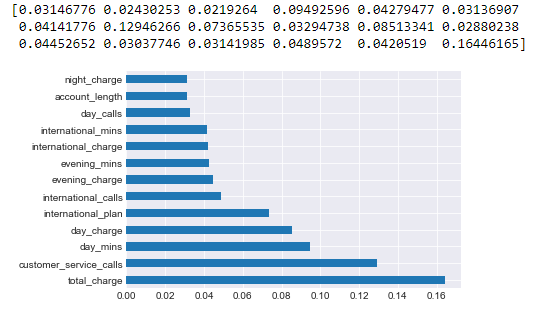 [0.03146776 0.02430253 0.0219264 0.09492596 0.04279477 0.03136907
0.04141776 0.12946266 0.07365535 0.03294738 0.08513341 0.02880238
0.04452652 0.03037746 0.03141985 0.0489572 0.0420519 0.16446165]
night_charge
account_length
day_calls
international_mins
international_charge
evening_mins
evening_charge
international_calls
international_plan
day_charge
day_mins
customer_service_calls
total_charge
0.00 0.02 0.04 0.06 0.08 0.10 0.12 0.14 0.16